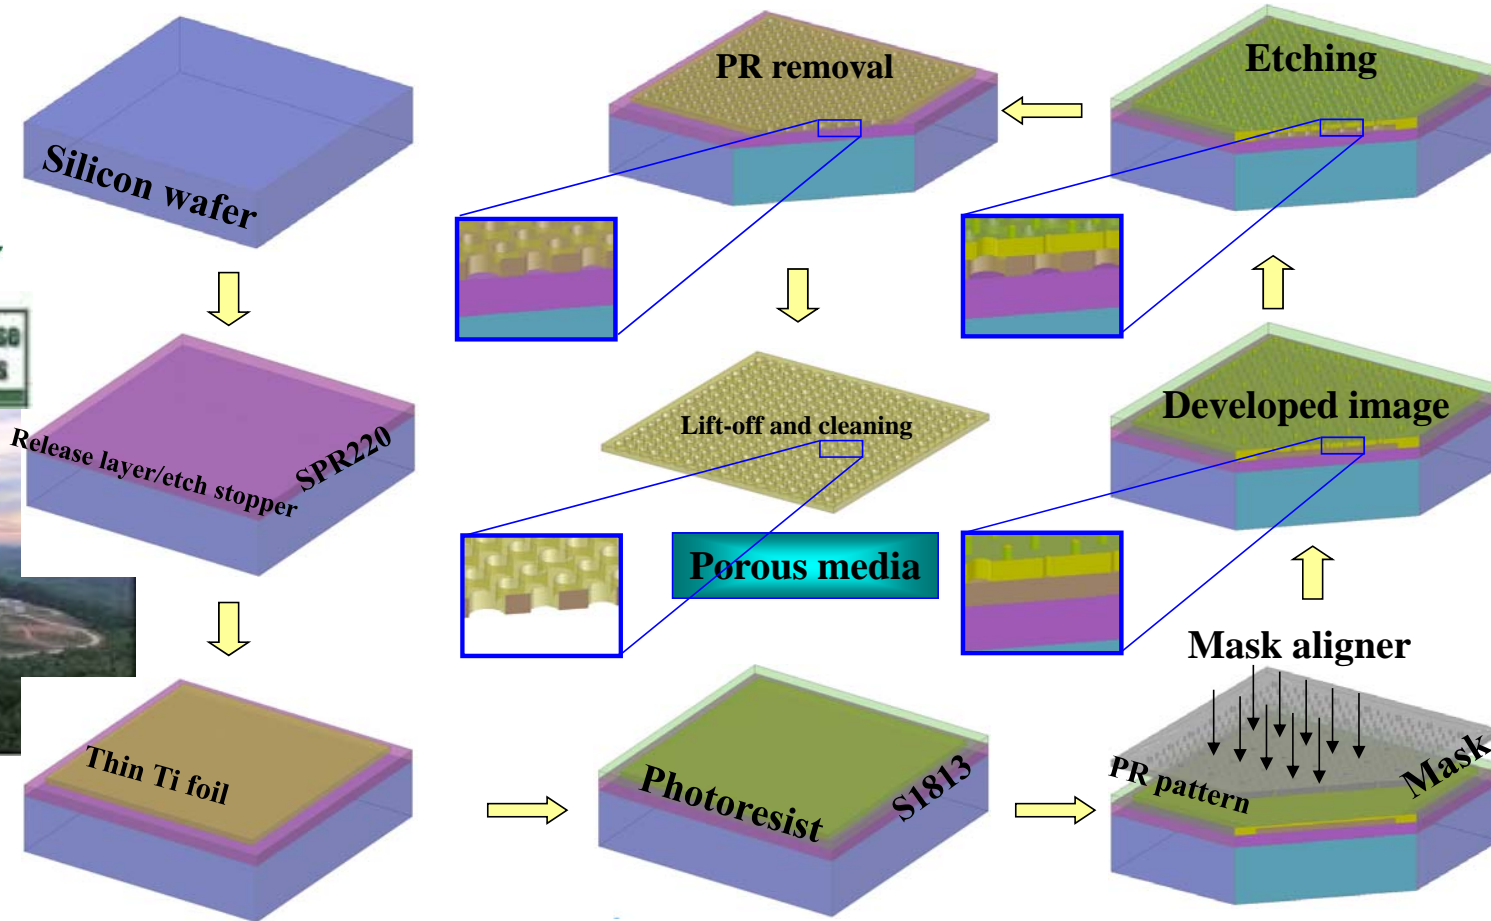 Silicon wafer
Release layer/etch stopper
SPR220
Thin Ti foil
Photoresist
S1813
Mask aligner
PR pattern
Mask
Developed image
Etching
PR removal
Lift-off and cleaning
Porous media